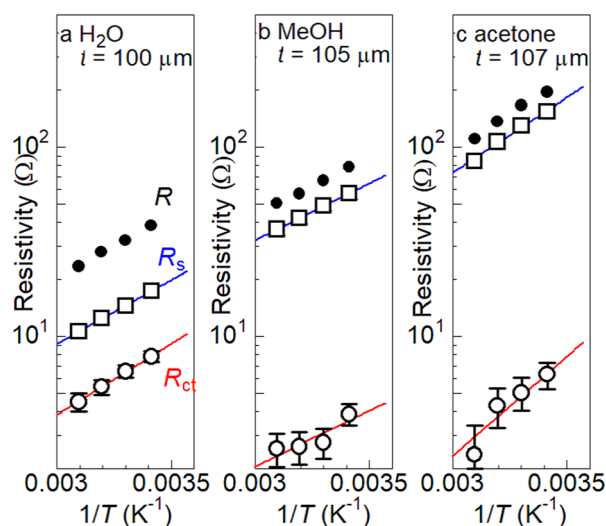 a H₂O
t = 100 μm
b MeOH
t = 105 μm
c acetone
t = 107 μm
Resistivity (Ω)
10²
10¹
R
Rₛ
R_ct
0.003
0.0035
1/T (K⁻¹)
Resistivity (Ω)
10²
10¹
0.003
0.0035
1/T (K⁻¹)
Resistivity (Ω)
10²
10¹
0.003
0.0035
1/T (K⁻¹)